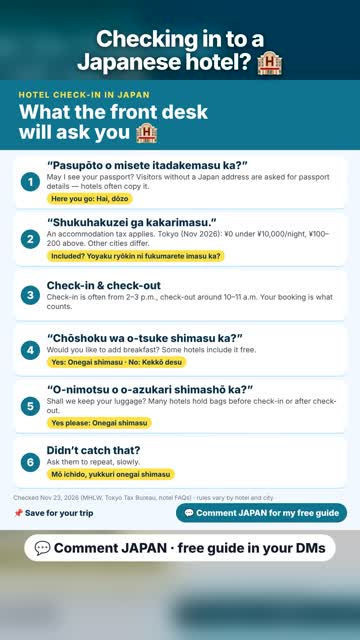 Checking in to a
Japanese hotel? 🏨
HOTEL CHECK-IN IN JAPAN
What the front desk
will ask you 🏨
1
“Pasupōto o misete itadakemasu ka?”
May I see your passport? Visitors without a Japan address are asked for passport
details — hotels often copy it.
Here you go: Hai, dōzo
2
“Shukuhakuzei ga kakarimasu.”
An accommodation tax applies. Tokyo (Nov 2026): ¥0 under ¥10,000/night, ¥100–
200 above. Other cities differ.
Included? Yoyaku ryōkin ni fukumarete imasu ka?
3
Check-in & check-out
Check-in is often from 2–3 p.m., check-out around 10–11 a.m. Your booking is what
counts.
4
“Chōshoku wa o-tsuke shimasu ka?”
Would you like to add breakfast? Some hotels include it free.
Yes: Onegai shimasu · No: Kekkō desu
5
“O-nimotsu o o-azukari shimashō ka?”
Shall we keep your luggage? Many hotels hold bags before check-in or after check-
out.
Yes please: Onegai shimasu
6
Didn’t catch that?
Ask them to repeat, slowly.
Mō ichido, yukkuri onegai shimasu
Checked Nov 23, 2026 (MHLW, Tokyo Tax Bureau, hotel FAQs) · rules vary by hotel and city
📌 Save for your trip
💬 Comment JAPAN for my free guide
💬 Comment JAPAN · free guide in your DMs